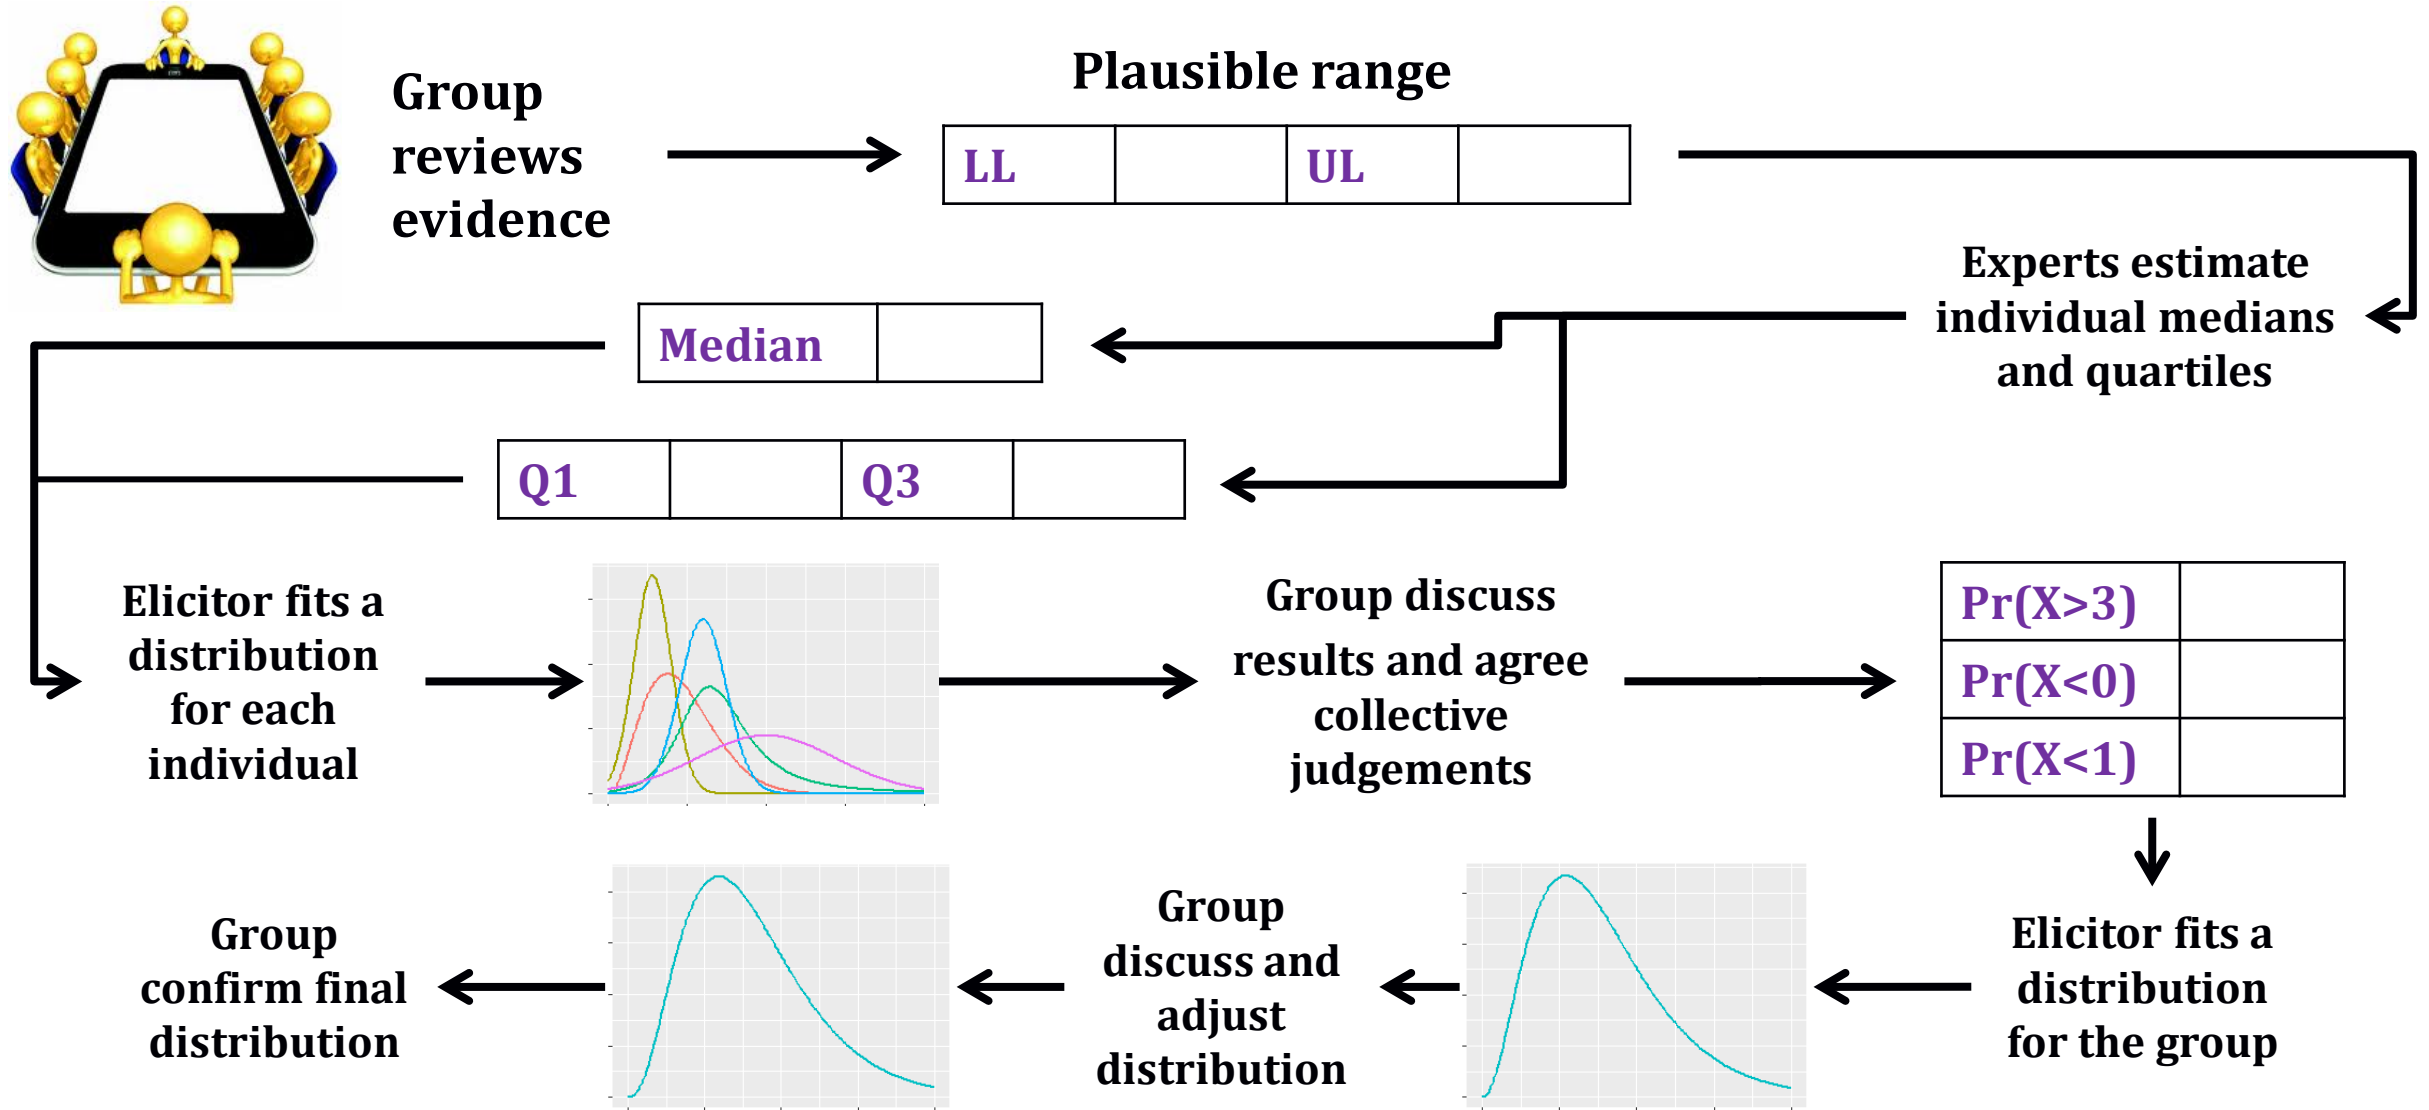 Group
reviews
evidence
Plausible range
LL
UL
Experts estimate
individual medians
and quartiles
Median
Q1
Q3
Elicitor fits a
distribution
for each
individual
Group discuss
results and agree
collective
judgements
Pr(X>3)
Pr(X<0)
Pr(X<1)
Elicitor fits a
distribution
for the group
Group
discuss and
adjust
distribution
Group
confirm final
distribution